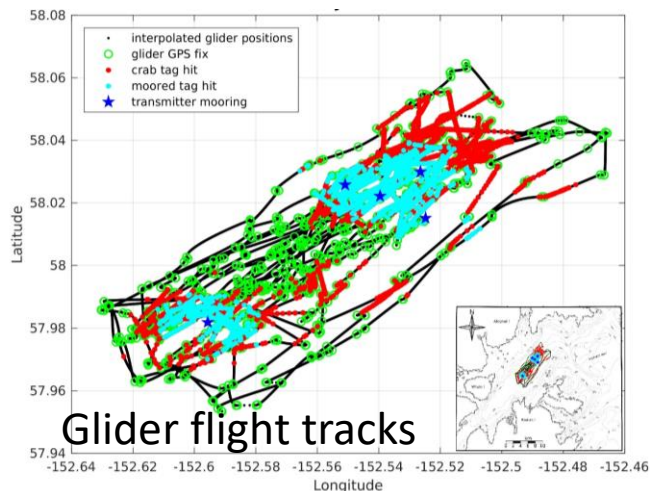 58.08
58.06
58.04
58.02
58
57.98
57.96
57.94
Latitude
interpolated glider positions
glider GPS fix
crab tag hit
moored tag hit
transmitter mooring
Glider flight tracks
-152.64 -152.62 -152.6 -152.58 -152.56 -152.54 -152.52 -152.5 -152.48 -152.46
Longitude